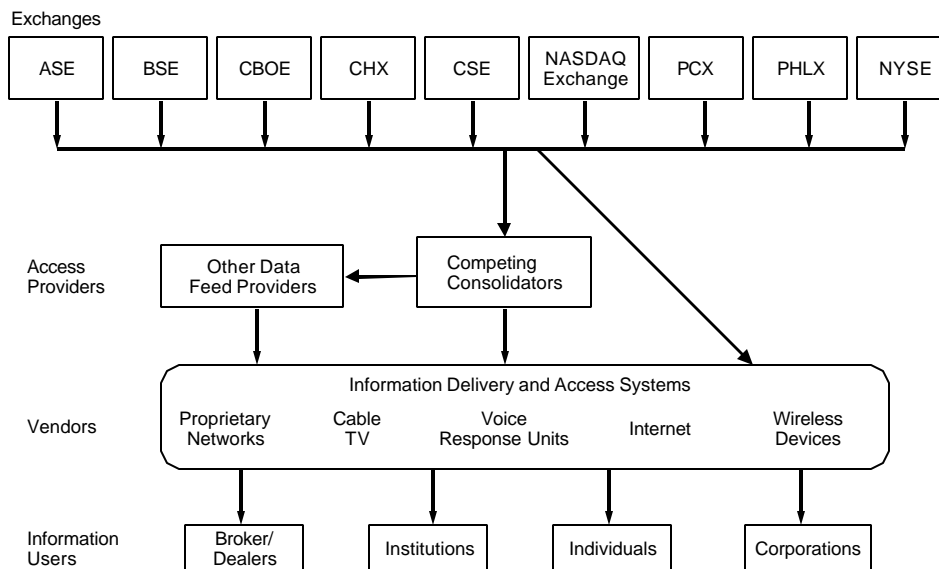 Exchanges
ASE
BSE
CBOE
CHX
CSE
NASDAQ
Exchange
PCX
PHLX
NYSE
Access
Providers
Other Data
Feed Providers
Competing
Consolidators
Information Delivery and Access Systems
Vendors
Proprietary
Networks
Cable
TV
Voice
Response Units
Internet
Wireless
Devices
Information
Users
Broker/
Dealers
Institutions
Individuals
Corporations